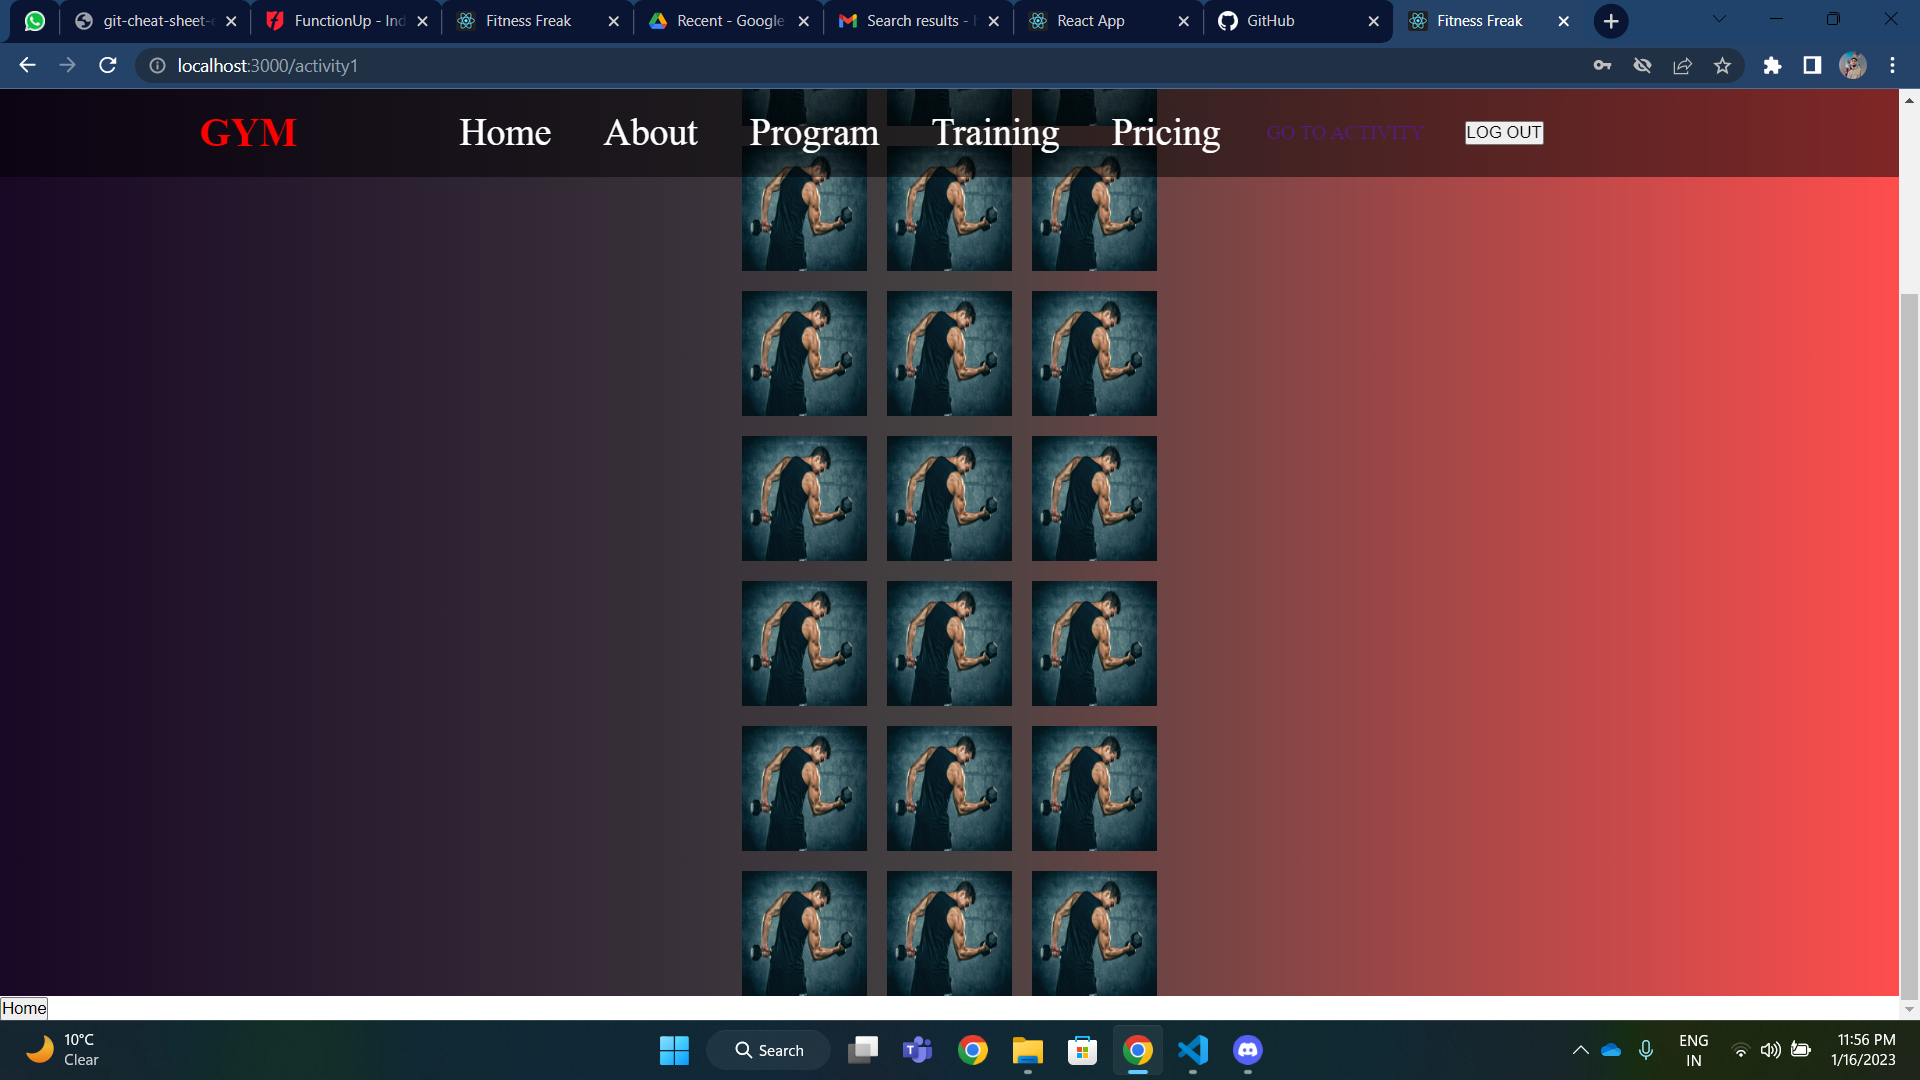 git-cheat-sheet-e
FunctionUp - Ind
Fitness Freak
Recent - Google
Search results - h
React App
GitHub
Fitness Freak
localhost:3000/activity1
GYM
Home
About
Program
Training
Pricing
GO TO ACTIVITY
LOG OUT
Home
10°C
Clear
Search
ENG
IN
11:56 PM
1/16/2023